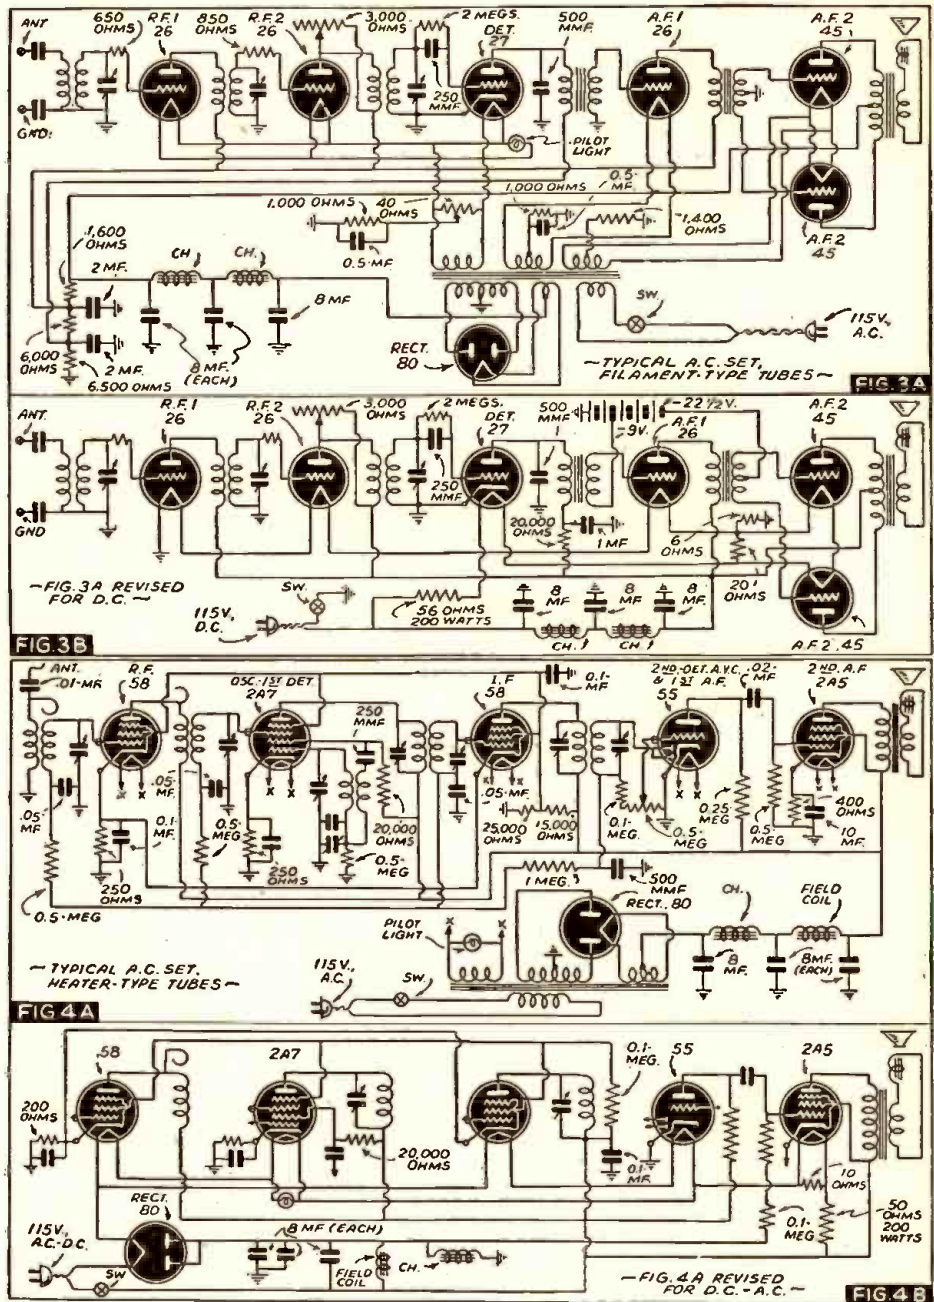 650 OHMS
R.F.1
26
850 OHMS
R.F.2
26
3,000 OHMS
2 MEGS.
DET.
27
500 MMF.
A.F.1
26
A.F.2
45
ANT
GND.
250 MMF.
PILOT LIGHT
1,000 OHMS
40 OHMS
0.5-MF.
1,000 OHMS
0.5-MF.
1,400 OHMS
A.F.2
45
1,600 OHMS
2 MF.
CH.
CH.
8 MF
6,000 OHMS
2 MF.
6,500 OHMS
8 MF. (EACH)
RECT. 80
SW.
115V., A.C.
~TYPICAL A.C. SET,
FILAMENT-TYPE TUBES~
FIG.3A
ANT.
R.F.1
26
R.F.2
26
3,000 OHMS
2 MEGS.
DET.
27
500 MMF
-9V.
-22 1/2 V.
A.F.1
26
A.F.2
45
250 MMF.
GND
20,000 OHMS
1 MF.
6 OHMS
20 OHMS
~FIG. 3A REVISED
FOR D.C.~
SW.
115V., D.C.
56 OHMS
200 WATTS
8 MF.
8 MF.
8 MF.
CH.
CH.
A.F.2 45
FIG.3B
ANT.
.01-MF.
R.F.
58
OSC.-1ST DET.
2A7
250 MMF
I.F
58
0.1-MF
2ND.-DET. A.V.C.
& 1ST A.F.
55
.02-MF
2ND. A.F
2A5
.05-MF
.05-MF.
0.1-MF.
0.5-MEG
250 OHMS
0.5-MEG
250 OHMS
20,000 OHMS
0.5-MEG
.05-MF.
25,000 OHMS
15,000 OHMS
0.1-MEG
0.5-MEG
0.25-MEG
0.5-MEG
400 OHMS
10 MF.
x
x
1 MEG.
500 MMF
RECT. 80
PILOT LIGHT
CH.
FIELD COIL
8 MF.
8 MF. (EACH)
~TYPICAL A.C. SET,
HEATER-TYPE TUBES~
115V., A.C.
SW.
FIG 4A
58
2A7
0.1-MEG.
55
2A5
200 OHMS
20,000 OHMS
0.1-MF.
10 OHMS
RECT. 80
8 MF (EACH)
0.1-MEG
50 OHMS
200 WATTS
115V., A.C.-D.C.
SW
FIELD COIL
CH.
~FIG. 4A REVISED
FOR D.C.-A.C.~
FIG.4B